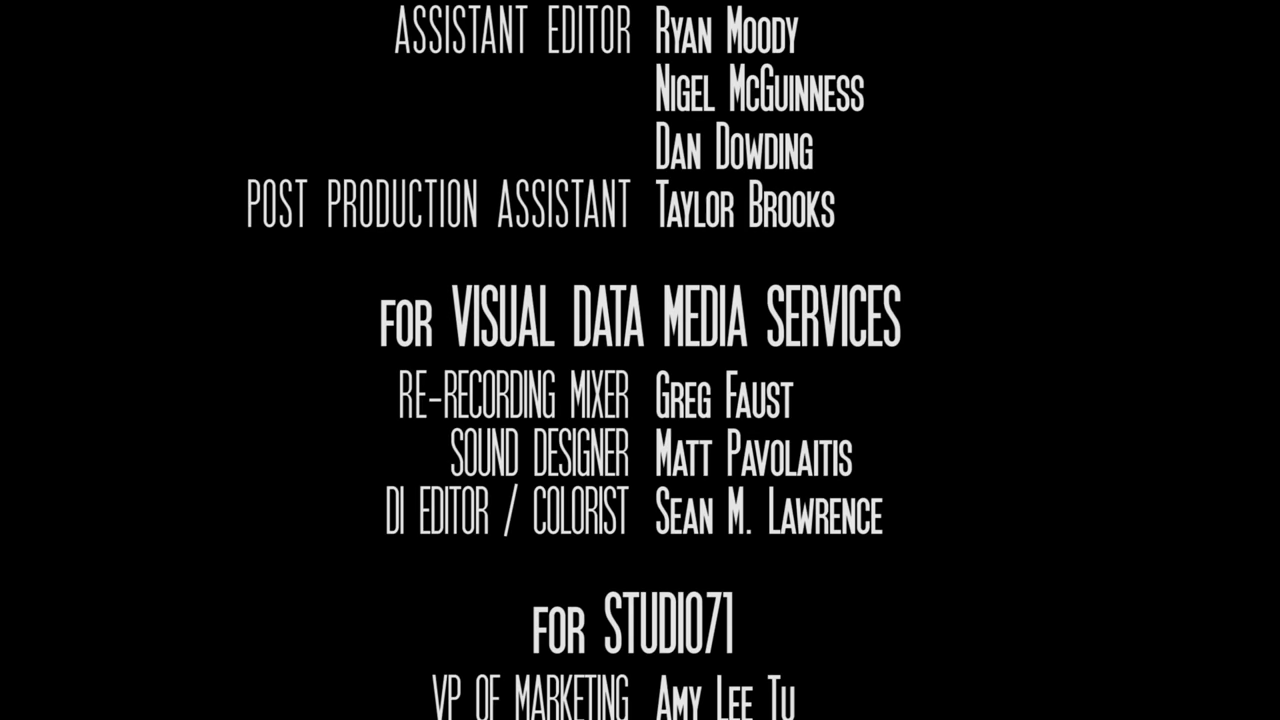 ASSISTANT EDITOR Ryan Moody
Nigel McGuinness
Dan Dowding
POST PRODUCTION ASSISTANT Taylor Brooks
FOR VISUAL DATA MEDIA SERVICES
RE-RECORDING MIXER Greg Faust
SOUND DESIGNER Matt Pavolaitis
DI EDITOR / COLORIST Sean M. Lawrence
FOR STUDIO71
VP OF MARKETING Amy Lee Tu